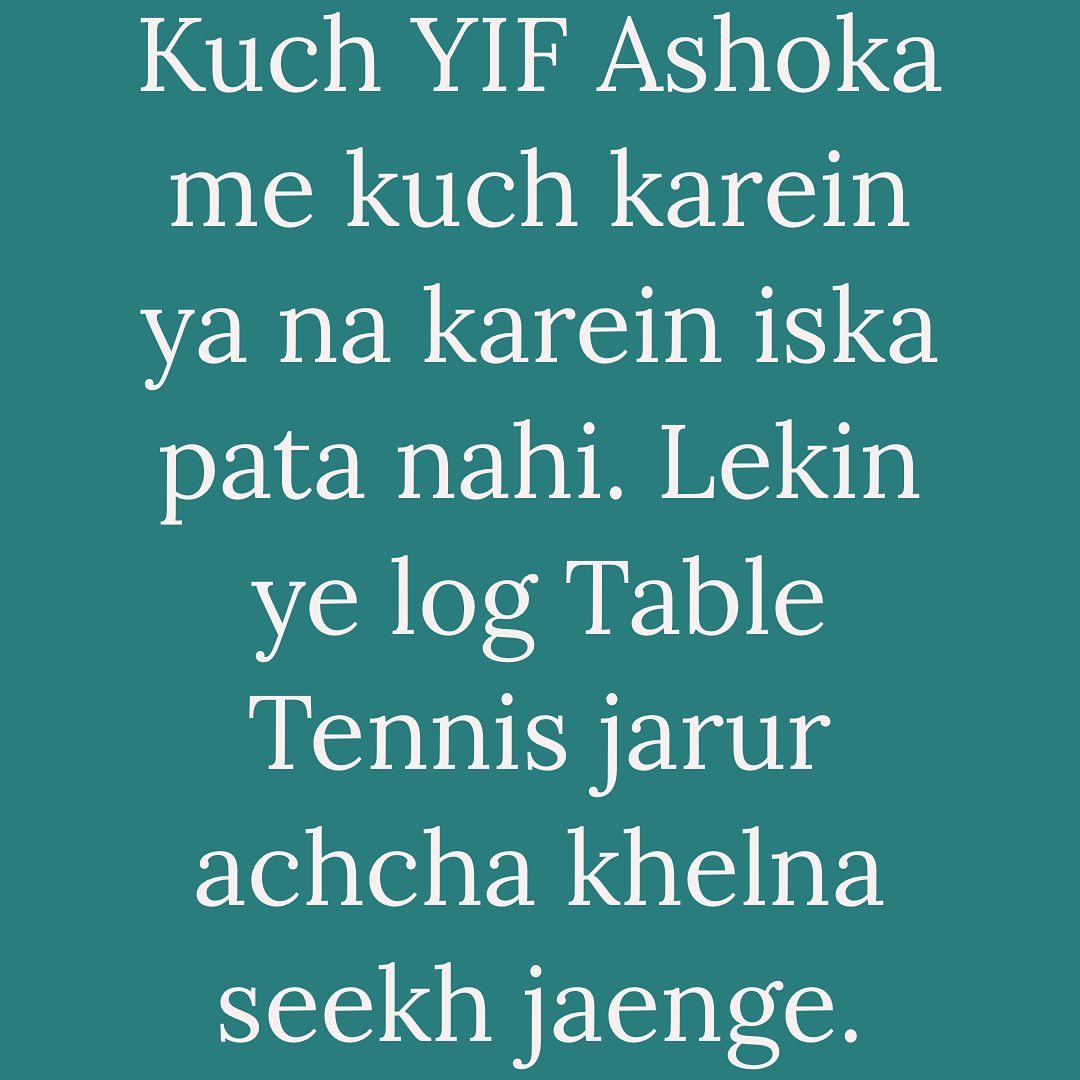 Kuch YIF Ashoka
me kuch karein
ya na karein iska
pata nahi. Lekin
ye log Table
Tennis jarur
achcha khelna
seekh jaenge.